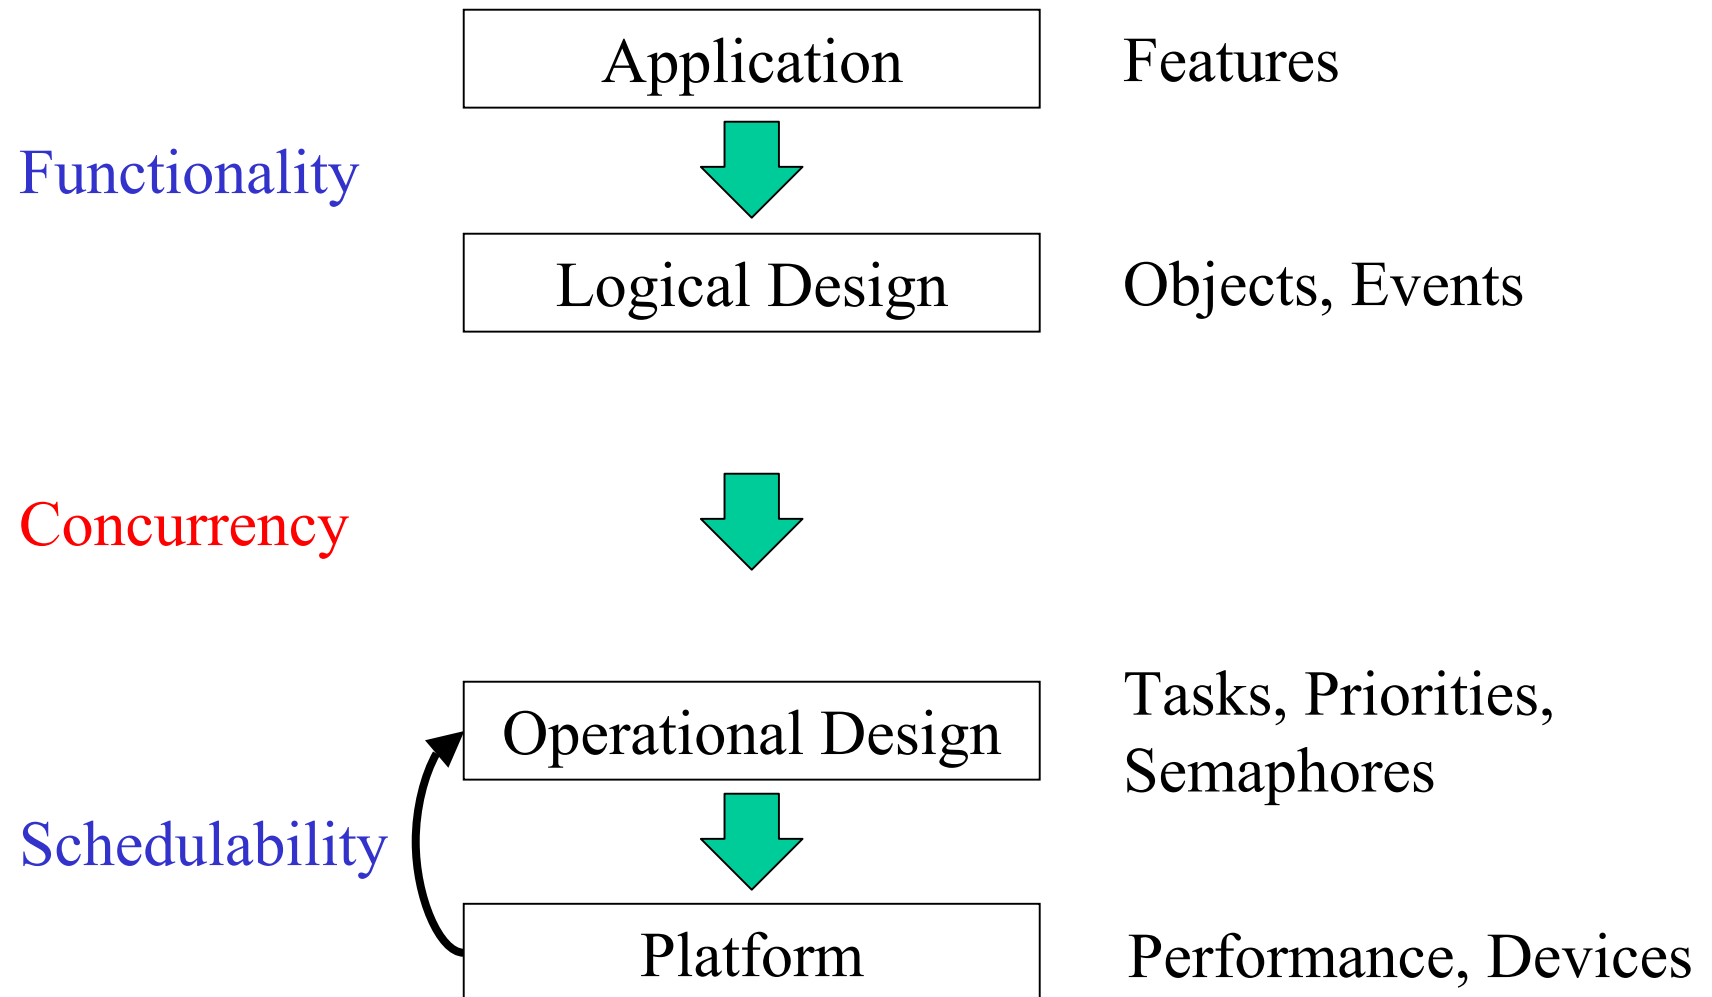 Application
Features
Functionality
Logical Design
Objects, Events
Concurrency
Operational Design
Tasks, Priorities,
Semaphores
Schedulability
Platform
Performance, Devices